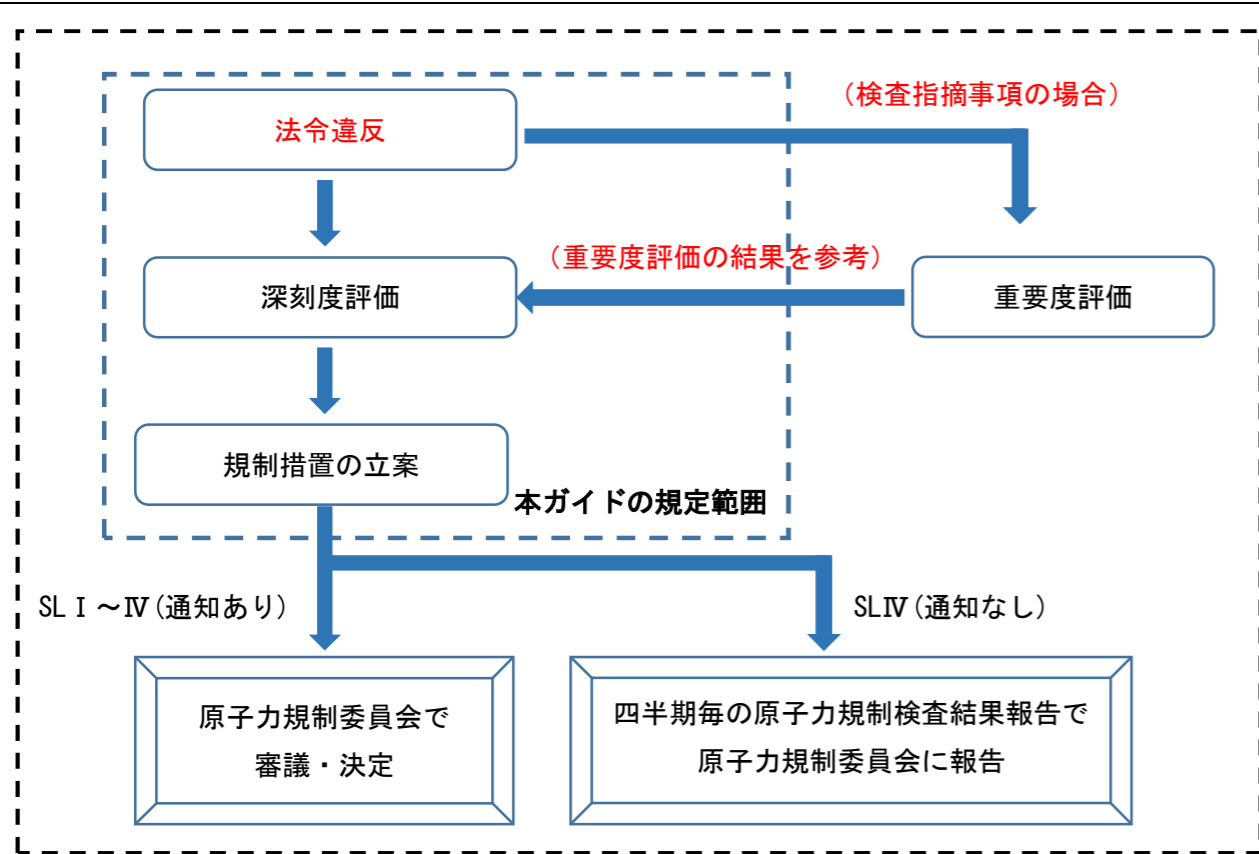 （検査指摘事項の場合）
法令違反
（重要度評価の結果を参考）
深刻度評価
重要度評価
規制措置の立案
本ガイドの規定範囲
SLⅠ～Ⅳ(通知あり)
SLⅣ(通知なし)
原子力規制委員会で
審議・決定
四半期毎の原子力規制検査結果報告で
原子力規制委員会に報告